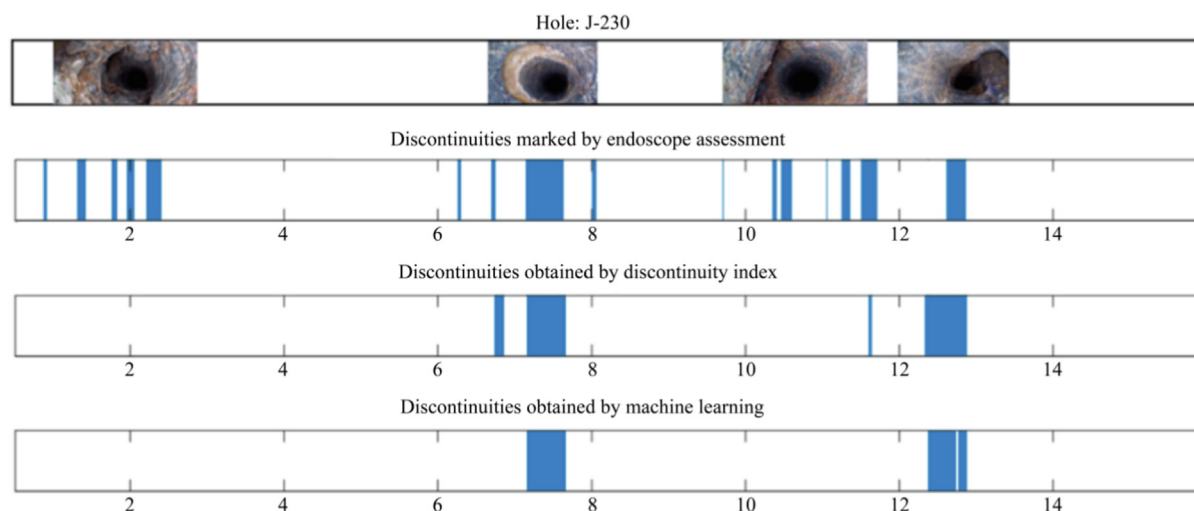 Hole: J-230
Discontinuities marked by endoscope assessment
2 4 6 8 10 12 14
Discontinuities obtained by discontinuity index
2 4 6 8 10 12 14
Discontinuities obtained by machine learning
2 4 6 8 10 12 14